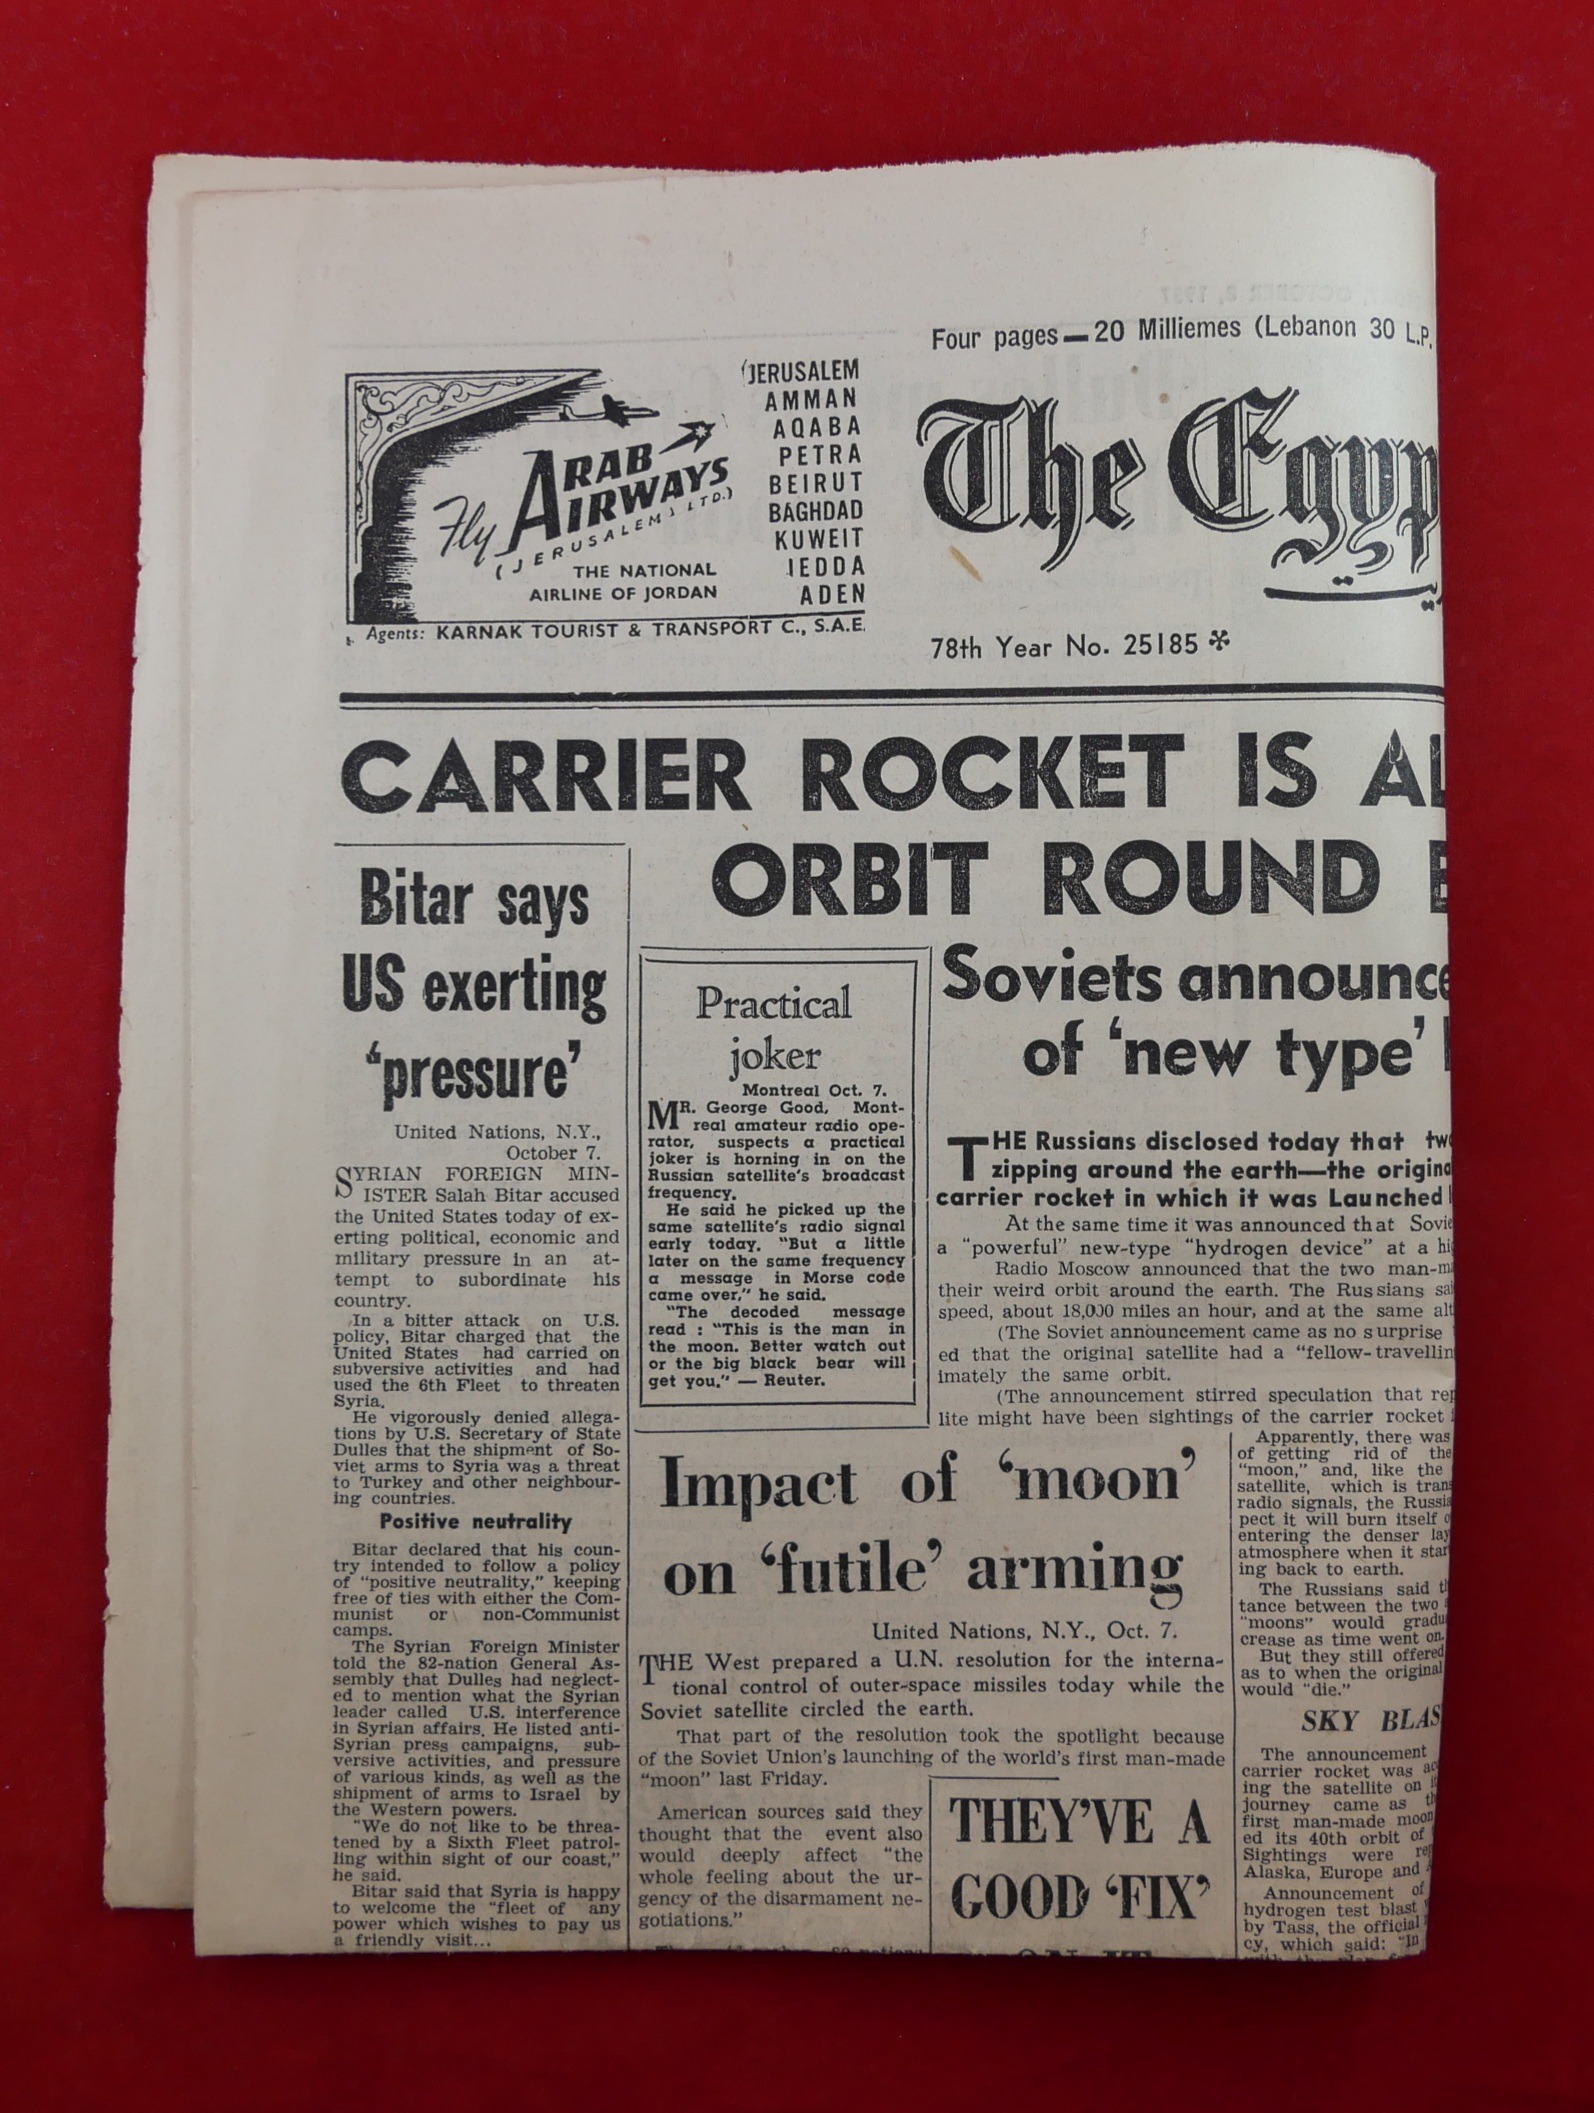 Four pages — 20 Milliemes (Lebanon 30 L.P.
Fly ARAB
AIRWAYS
(JERUSALEM) LTD.)
THE NATIONAL
AIRLINE OF JORDAN
JERUSALEM
AMMAN
AQABA
PETRA
BEIRUT
BAGHDAD
KUWEIT
JEDDA
ADEN
Agents: KARNAK TOURIST & TRANSPORT C., S.A.E.
The Egyp
78th Year No. 25185 *
CARRIER ROCKET IS AL
ORBIT ROUND E
Bitar says
US exerting
‘pressure’
United Nations, N.Y.,
October 7.
SYRIAN FOREIGN MIN-
ISTER Salah Bitar accused
the United States today of ex-
erting political, economic and
military pressure in an at-
tempt to subordinate his
country.
In a bitter attack on U.S.
policy, Bitar charged that the
United States had carried on
subversive activities and had
used the 6th Fleet to threaten
Syria.
He vigorously denied allega-
tions by U.S. Secretary of State
Dulles that the shipment of So-
viet arms to Syria was a threat
to Turkey and other neighbour-
ing countries.
Positive neutrality
Bitar declared that his coun-
try intended to follow a policy
of "positive neutrality," keeping
free of ties with either the Com-
munist or non-Communist
camps.
The Syrian Foreign Minister
told the 82-nation General As-
sembly that Dulles had neglect-
ed to mention what the Syrian
leader called U.S. interference
in Syrian affairs. He listed anti-
Syrian press campaigns, sub-
versive activities, and pressure
of various kinds, as well as the
shipment of arms to Israel by
the Western powers.
"We do not like to be threa-
tened by a Sixth Fleet patrol-
ling within sight of our coast,"
he said.
Bitar said that Syria is happy
to welcome the "fleet of any
power which wishes to pay us
a friendly visit...
Practical
joker
Montreal Oct. 7.
MR. George Good, Mont-
real amateur radio ope-
rator, suspects a practical
joker is horning in on the
Russian satellite's broadcast
frequency.
He said he picked up the
same satellite's radio signal
early today. "But a little
later on the same frequency
a message in Morse code
came over," he said.
"The decoded message
read : "This is the man in
the moon. Better watch out
or the big black bear will
get you." — Reuter.
Soviets announce
of ‘new type’
THE Russians disclosed today that two
zipping around the earth—the origina
carrier rocket in which it was Launched
At the same time it was announced that Sovie
a "powerful" new-type "hydrogen device" at a hi
Radio Moscow announced that the two man-ma
their weird orbit around the earth. The Russians sai
speed, about 18,000 miles an hour, and at the same alt
(The Soviet announcement came as no surprise
ed that the original satellite had a "fellow-travellin
imately the same orbit.
(The announcement stirred speculation that rep
lite might have been sightings of the carrier rocket
Impact of ‘moon’
on ‘futile’ arming
United Nations, N.Y., Oct. 7.
THE West prepared a U.N. resolution for the interna-
tional control of outer-space missiles today while the
Soviet satellite circled the earth.
That part of the resolution took the spotlight because
of the Soviet Union's launching of the world's first man-made
"moon" last Friday.
American sources said they
thought that the event also
would deeply affect "the
whole feeling about the ur-
gency of the disarmament ne-
gotiations."
THEY'VE A
GOOD ‘FIX’
ON IT
Apparently, there was
of getting rid of the
"moon," and, like the
satellite, which is trans
radio signals, the Russia
pect it will burn itself o
entering the denser lay
atmosphere when it star
ing back to earth.
The Russians said th
tance between the two
"moons" would gradu
crease as time went on.
But they still offered
as to when the original
would "die."
SKY BLAS
The announcement
carrier rocket was ac
ing the satellite on it
journey came as th
first man-made moon
ed its 40th orbit of
Sightings were rep
Alaska, Europe and A
Announcement of
hydrogen test blast
by Tass, the official
cy, which said: "In